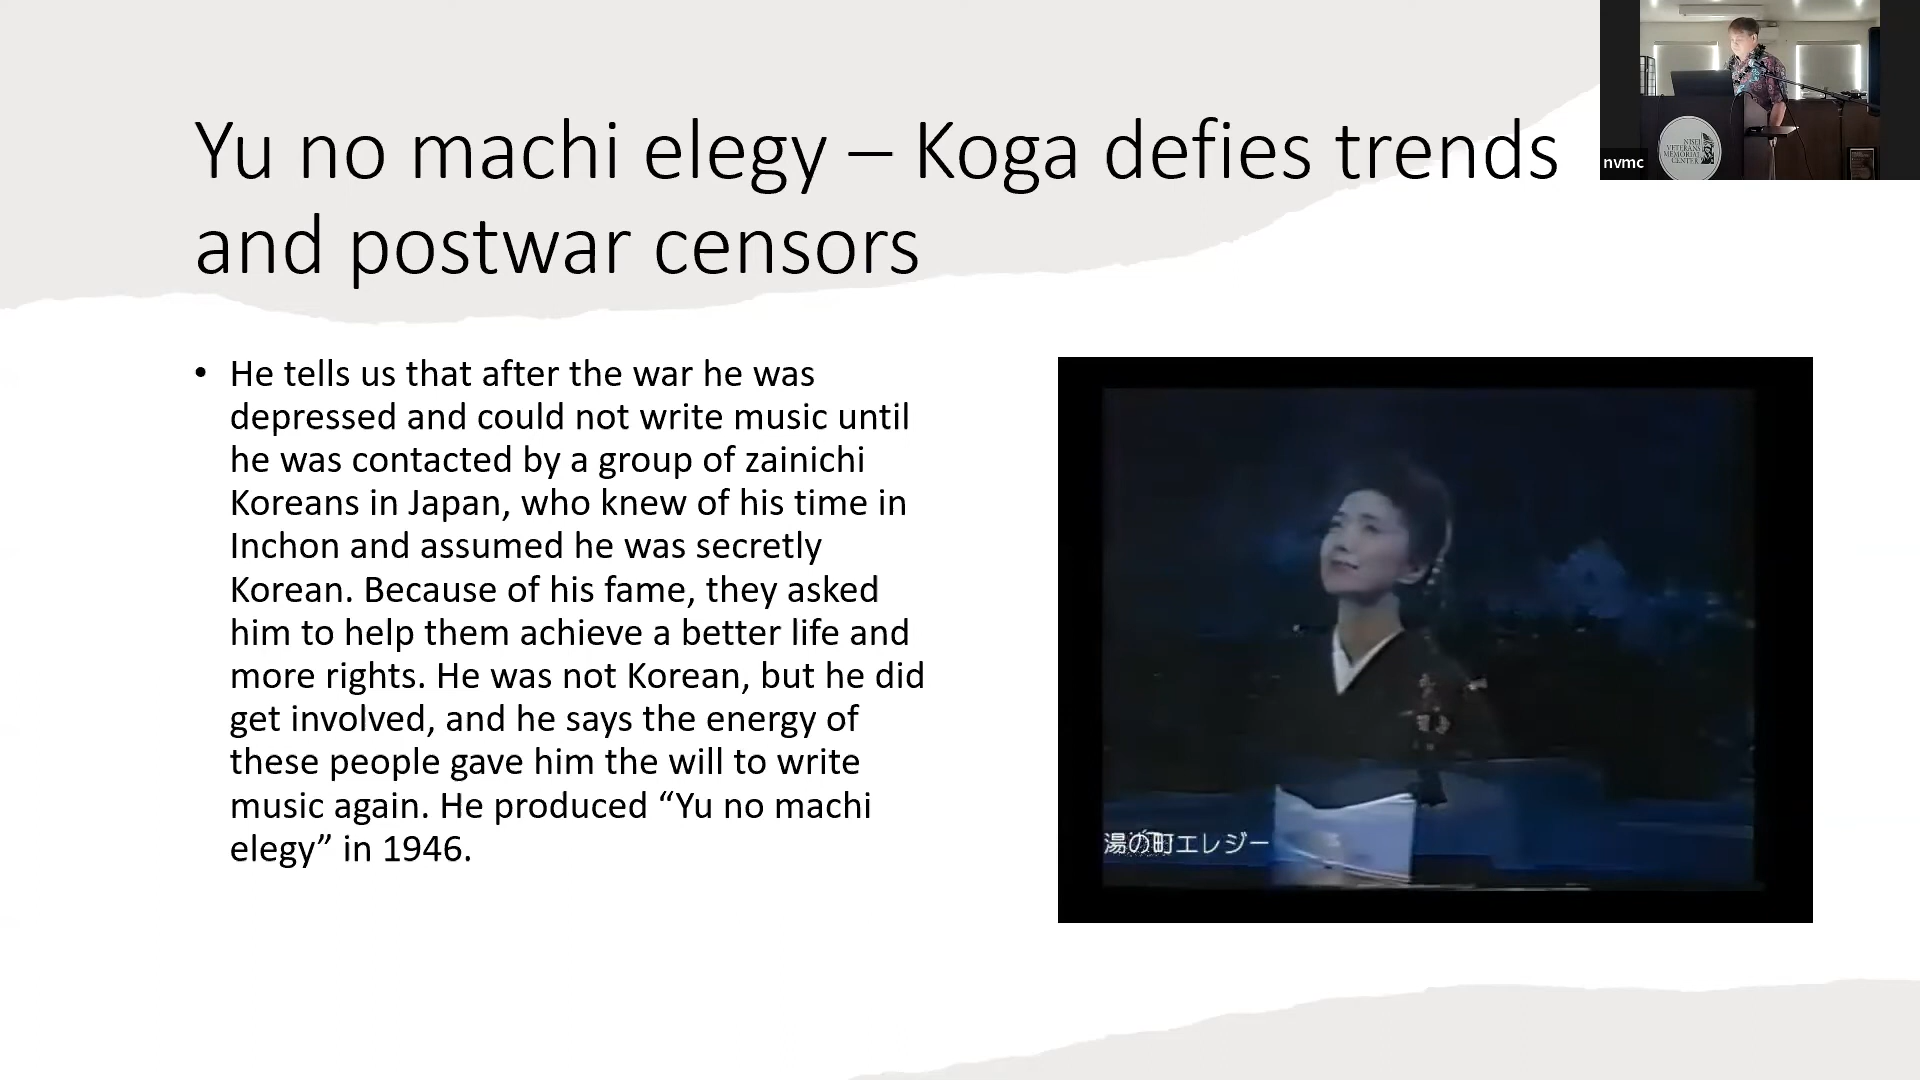 Yu no machi elegy – Koga defies trends
and postwar censors
• He tells us that after the war he was
depressed and could not write music until
he was contacted by a group of zainichi
Koreans in Japan, who knew of his time in
Inchon and assumed he was secretly
Korean. Because of his fame, they asked
him to help them achieve a better life and
more rights. He was not Korean, but he did
get involved, and he says the energy of
these people gave him the will to write
music again. He produced “Yu no machi
elegy” in 1946.
湯の町エレジー
NISEI
VETERANS
MEMORIAL
CENTER
nvmc